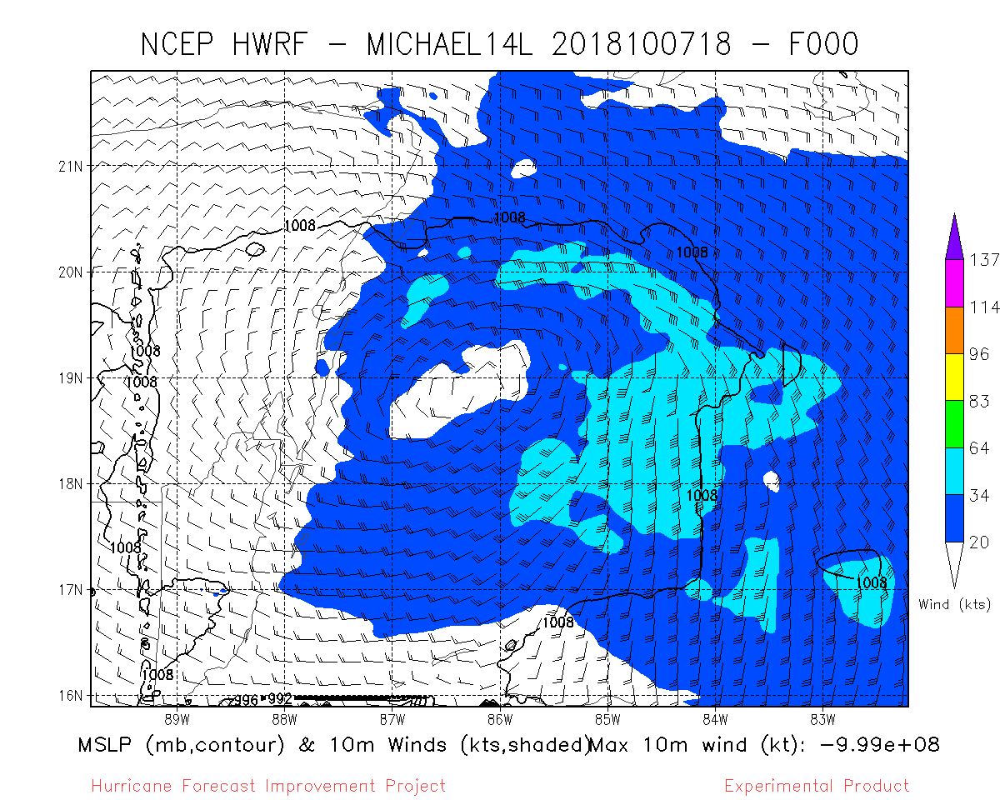 NCEP HWRF - MICHAEL14L 2018100718 - F000
1008
1008
21N
1008
20N
137
114
1008
96
19N
1008
83
64
18N
1008
34
1008
20
17N
1008
1008
Wind (kts)
1008
16N
996 992
89W 88W 87W 86W 85W 84W 83W
MSLP (mb,contour) & 10m Winds (kts,shaded)Max 10m wind (kt): -9.99e+08
Hurricane Forecast Improvement Project Experimental Product